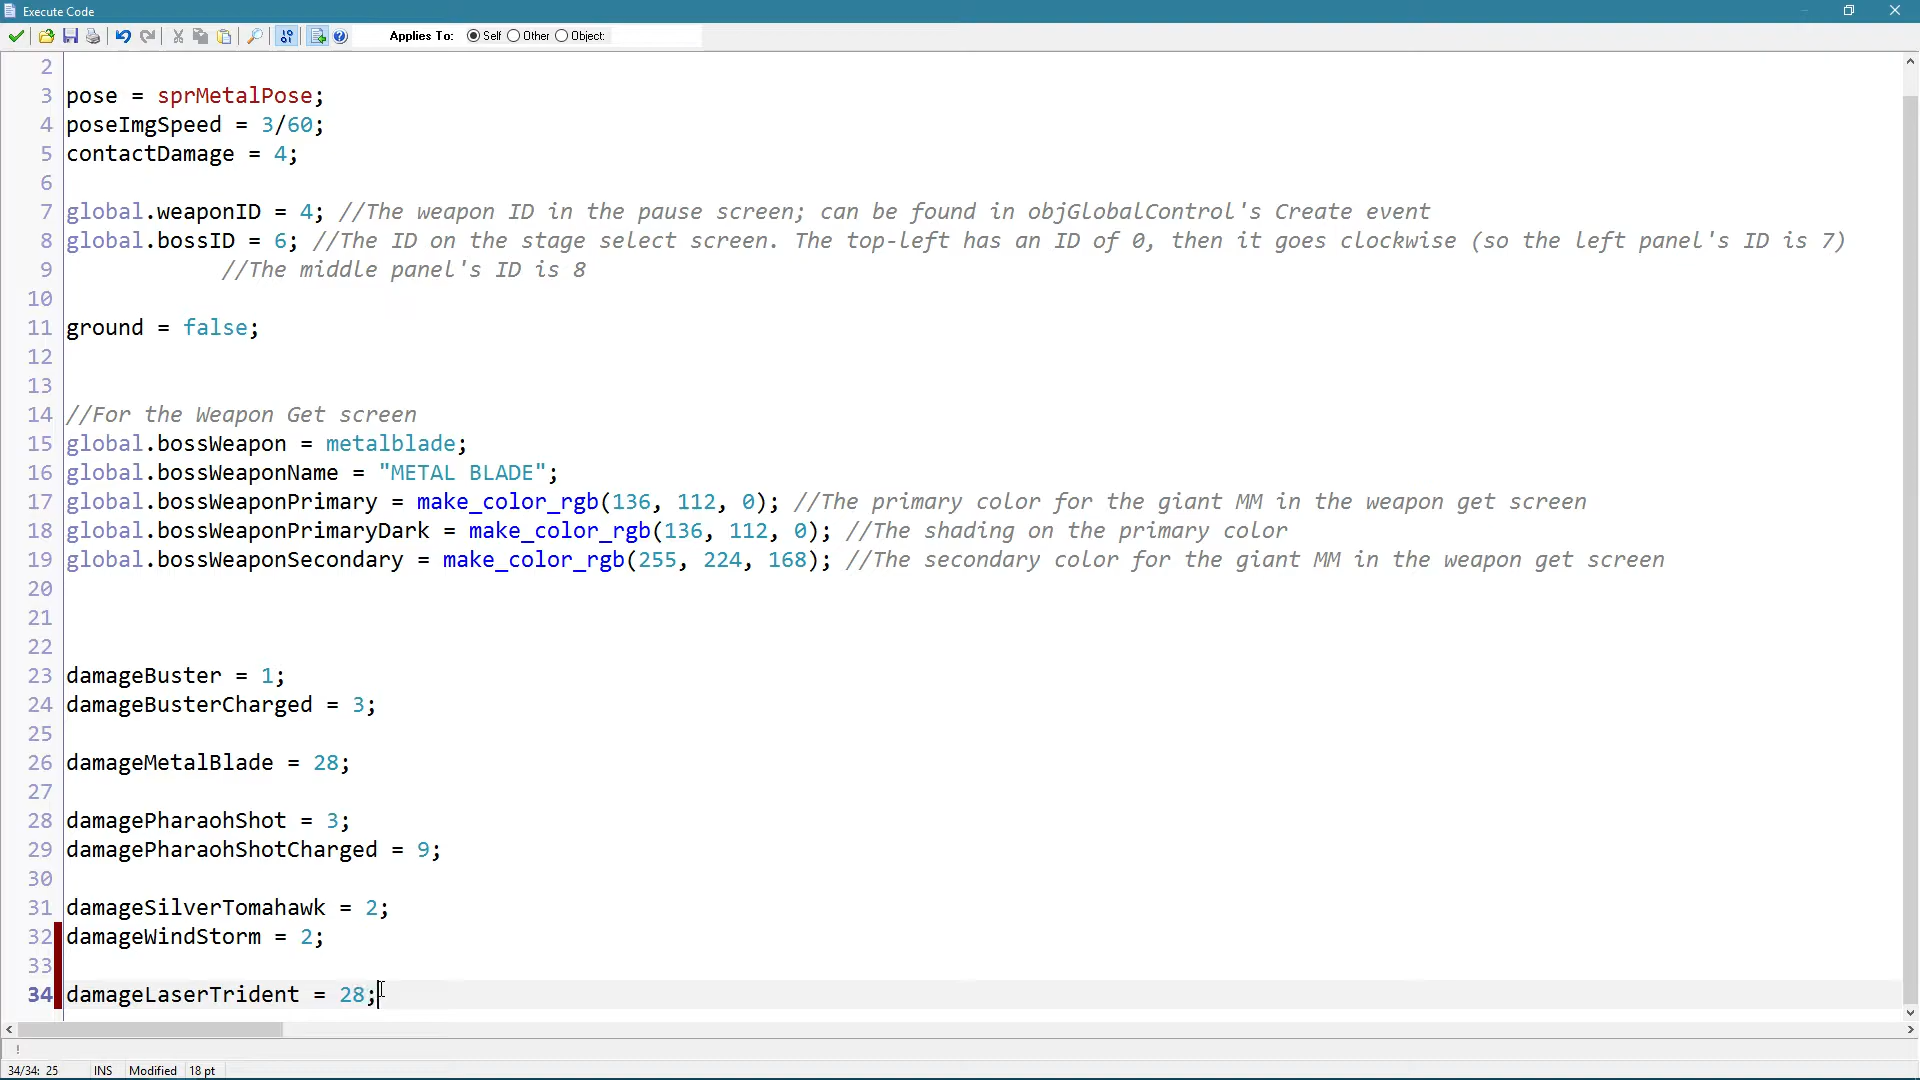 Execute Code
Applies To: Self Other Object:
2
3 pose = sprMetalPose;
4 poseImgSpeed = 3/60;
5 contactDamage = 4;
6
7 global.weaponID = 4; //The weapon ID in the pause screen; can be found in objGlobalControl's Create event
8 global.bossID = 6; //The ID on the stage select screen. The top-left has an ID of 0, then it goes clockwise (so the left panel's ID is 7)
9 //The middle panel's ID is 8
10
11 ground = false;
12
13
14 //For the Weapon Get screen
15 global.bossWeapon = metalblade;
16 global.bossWeaponName = "METAL BLADE";
17 global.bossWeaponPrimary = make_color_rgb(136, 112, 0); //The primary color for the giant MM in the weapon get screen
18 global.bossWeaponPrimaryDark = make_color_rgb(136, 112, 0); //The shading on the primary color
19 global.bossWeaponSecondary = make_color_rgb(255, 224, 168); //The secondary color for the giant MM in the weapon get screen
20
21
22
23 damageBuster = 1;
24 damageBusterCharged = 3;
25
26 damageMetalBlade = 28;
27
28 damagePharaohShot = 3;
29 damagePharaohShotCharged = 9;
30
31 damageSilverTomahawk = 2;
32 damageWindStorm = 2;
33
34 damageLaserTrident = 28;
!
34/34: 25 INS Modified 18 pt